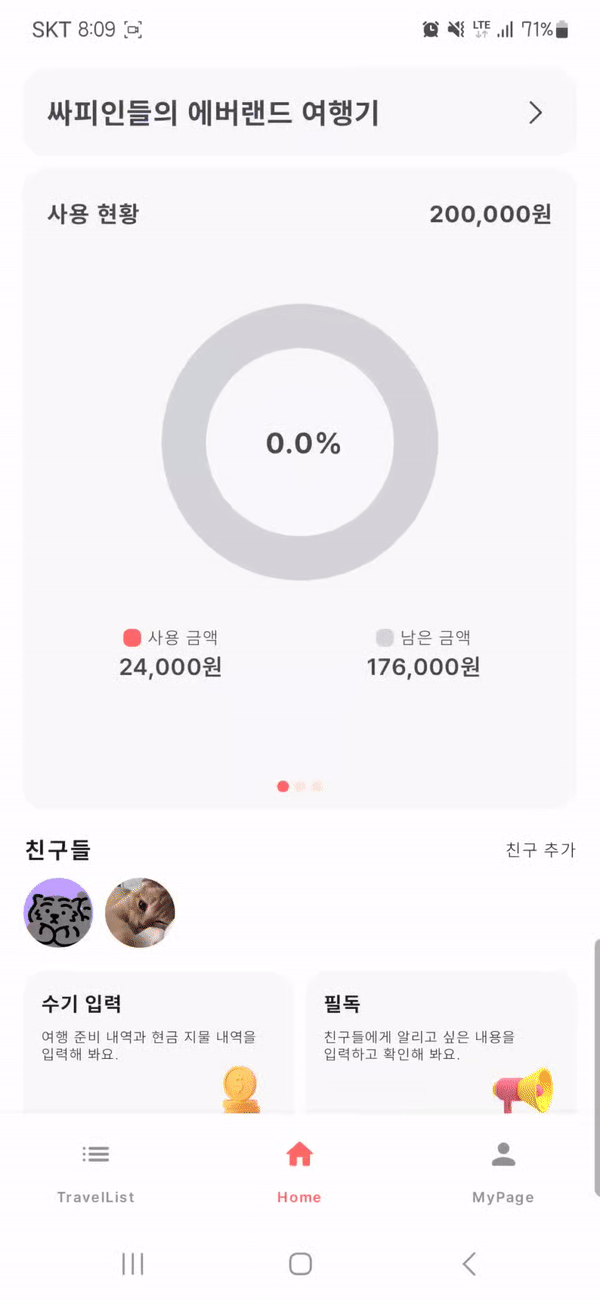 SKT 8:09
LTE 71%
싸피인들의 에버랜드 여행기
사용 현황 200,000원
0.0%
사용 금액 남은 금액
24,000원 176,000원
친구들 친구 추가
수기 입력
여행 준비 내역과 현금 지물 내역을
입력해 봐요.
필독
친구들에게 알리고 싶은 내용을
입력하고 확인해 봐요.
TravelList Home MyPage